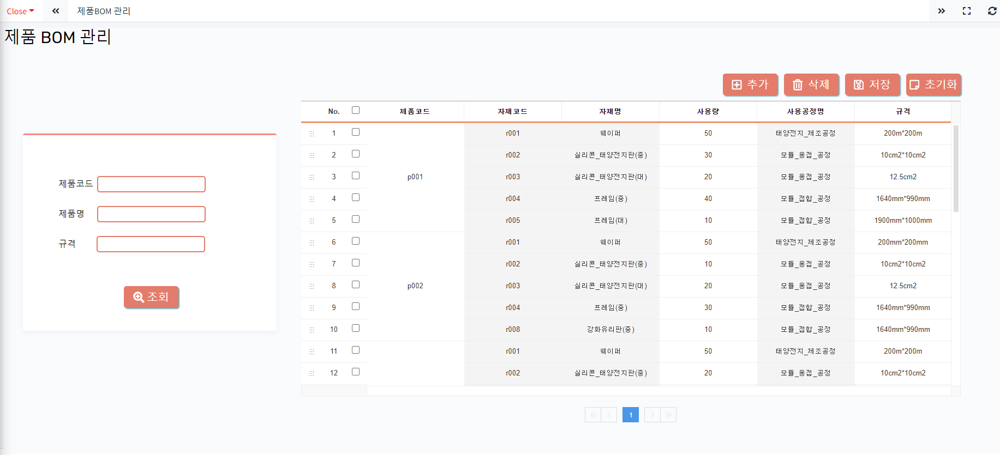 Close 제품BOM 관리
제품 BOM 관리
추가 삭제 저장 초기화
No. 제품코드 자재코드 자재명 사용량 사용공정명 규격
1 r001 웨이퍼 50 태양전지_제조공정 200m*200m
2 r002 실리콘_태양전지판(중) 30 모듈_용접_공정 10cm2*10cm2
3 p001 r003 실리콘_태양전지판(대) 20 모듈_용접_공정 12.5cm2
4 r004 프레임(중) 40 모듈_접합_공정 1640mm*990mm
5 r005 프레임(대) 10 모듈_접합_공정 1900mm*1000mm
6 r001 웨이퍼 50 태양전지_제조공정 200mm*200mm
7 r002 실리콘_태양전지판(중) 10 모듈_용접_공정 10cm2*10cm2
8 p002 r003 실리콘_태양전지판(대) 20 모듈_용접_공정 12.5cm2
9 r004 프레임(중) 30 모듈_접합_공정 1640mm*990mm
10 r008 강화유리판(중) 10 모듈_접합_공정 1640mm*990mm
11 r001 웨이퍼 50 태양전지_제조공정 200m*200m
12 r002 실리콘_태양전지판(중) 20 모듈_용접_공정 10cm2*10cm2
제품코드
제품명
규격
조회
1